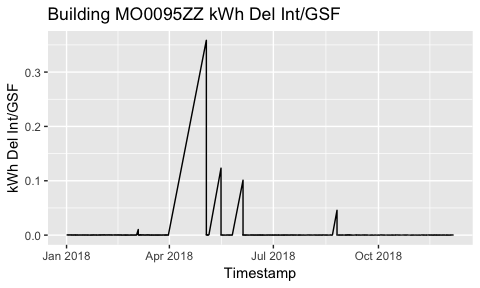 Building MO0095ZZ kWh Del Int/GSF
kWh Del Int/GSF
0.3
0.2
0.1
0.0
Jan 2018 Apr 2018 Jul 2018 Oct 2018
Timestamp